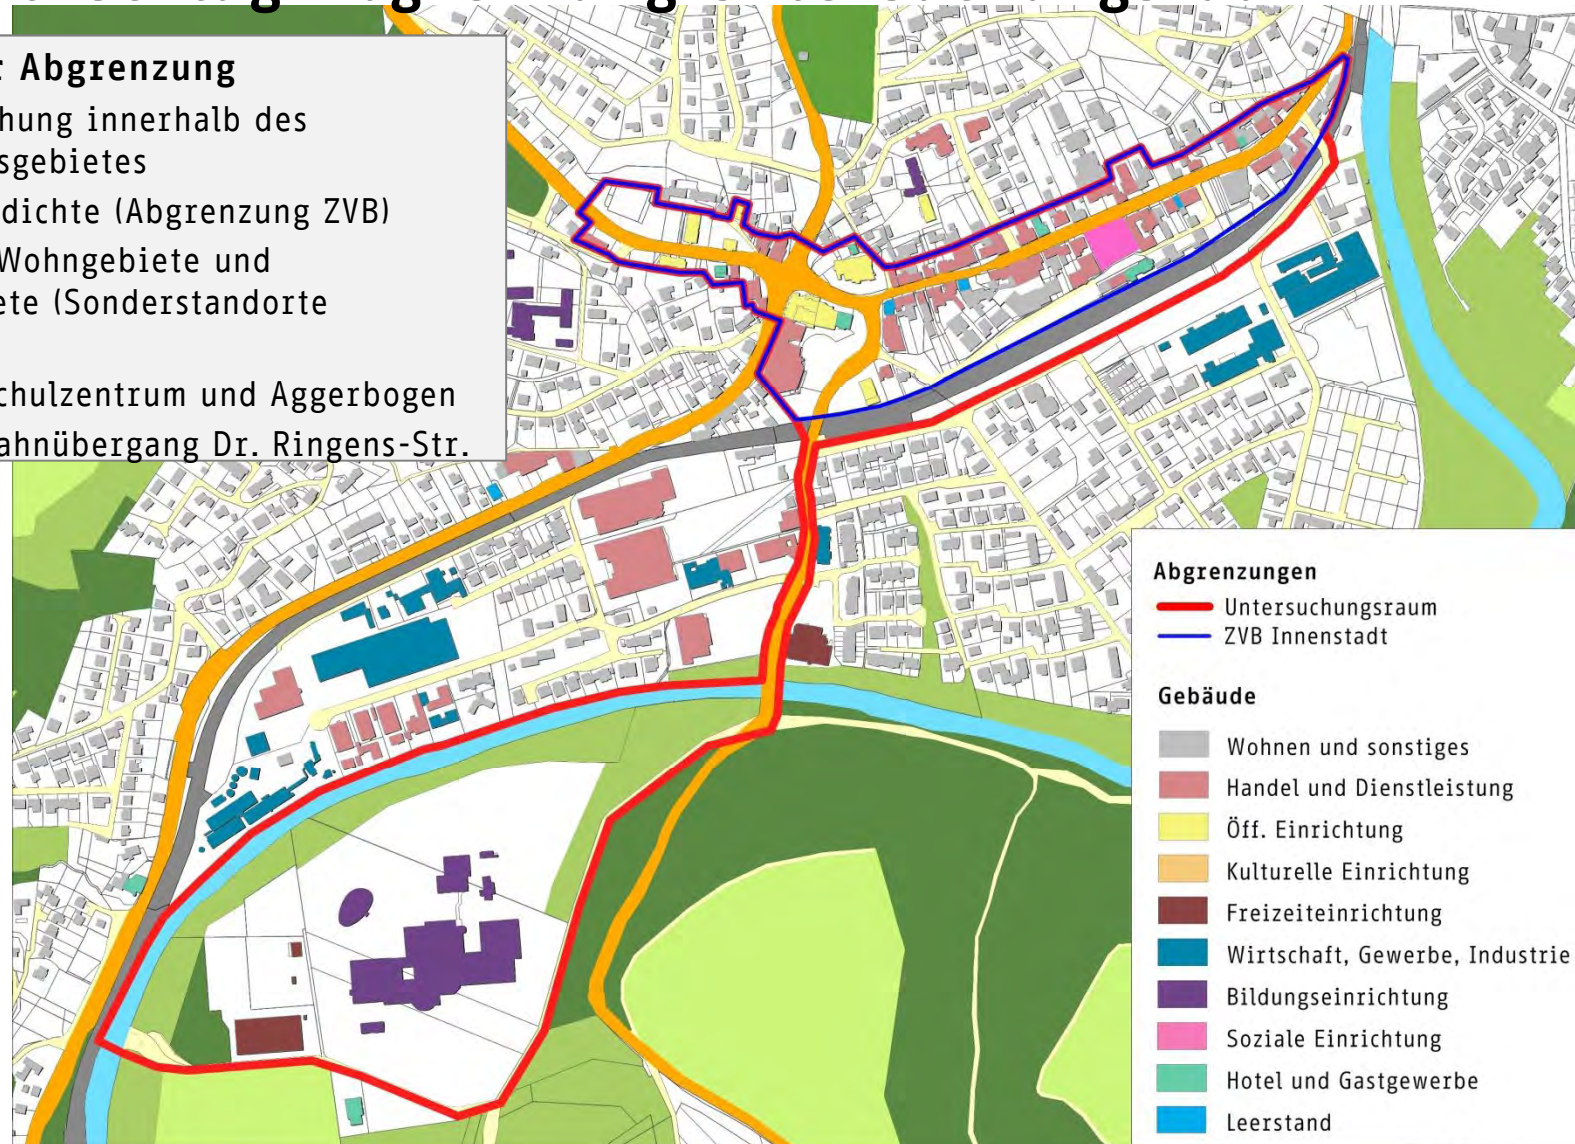 r Abgrenzung
hung innerhalb des
sgebietes
dichte (Abgrenzung ZVB)
Wohngebiete und
ete (Sonderstandorte
chulzentrum und Aggerbogen
ahnübergang Dr. Ringens-Str.
Abgrenzungen
Untersuchungsraum
ZVB Innenstadt
Gebäude
Wohnen und sonstiges
Handel und Dienstleistung
Öff. Einrichtung
Kulturelle Einrichtung
Freizeiteinrichtung
Wirtschaft, Gewerbe, Industrie
Bildungseinrichtung
Soziale Einrichtung
Hotel und Gastgewerbe
Leerstand